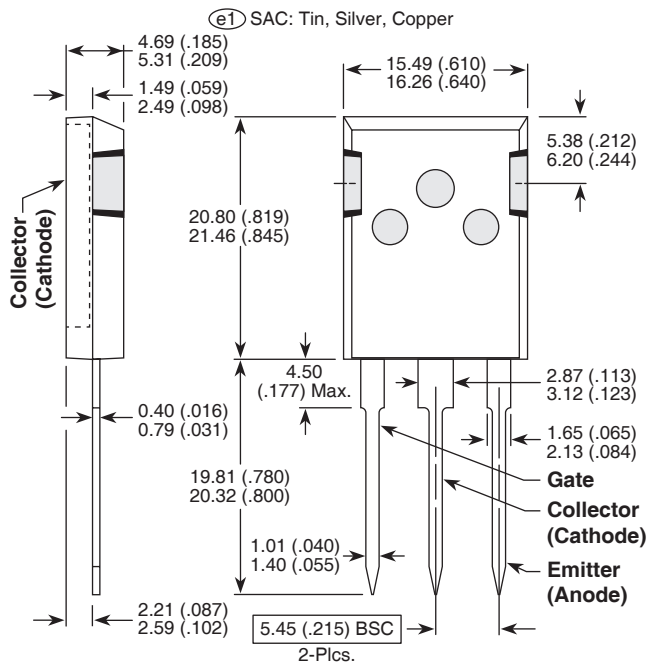 e1 SAC: Tin, Silver, Copper
4.69 (.185)
5.31 (.209)
1.49 (.059)
2.49 (.098)
15.49 (.610)
16.26 (.640)
5.38 (.212)
6.20 (.244)
Collector
(Cathode)
20.80 (.819)
21.46 (.845)
4.50
(.177) Max.
2.87 (.113)
3.12 (.123)
0.40 (.016)
0.79 (.031)
1.65 (.065)
2.13 (.084)
19.81 (.780)
20.32 (.800)
Gate
Collector
(Cathode)
Emitter
(Anode)
1.01 (.040)
1.40 (.055)
2.21 (.087)
2.59 (.102)
5.45 (.215) BSC
2-Plcs.